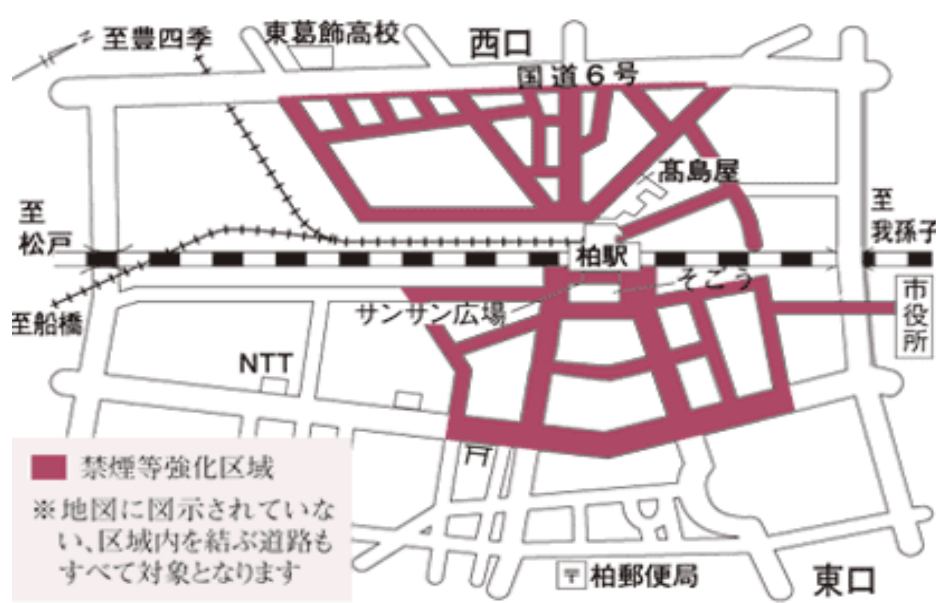 至豊四季
東葛飾高校
西口
国道6号
髙島屋
至
松戸
至
我孫子
柏駅
そごう
サンサン広場
市役所
至船橋
NTT
禁煙等強化区域
※地図に図示されていな
い、区域内を結ぶ道路も
すべて対象となります
〒柏郵便局
東口